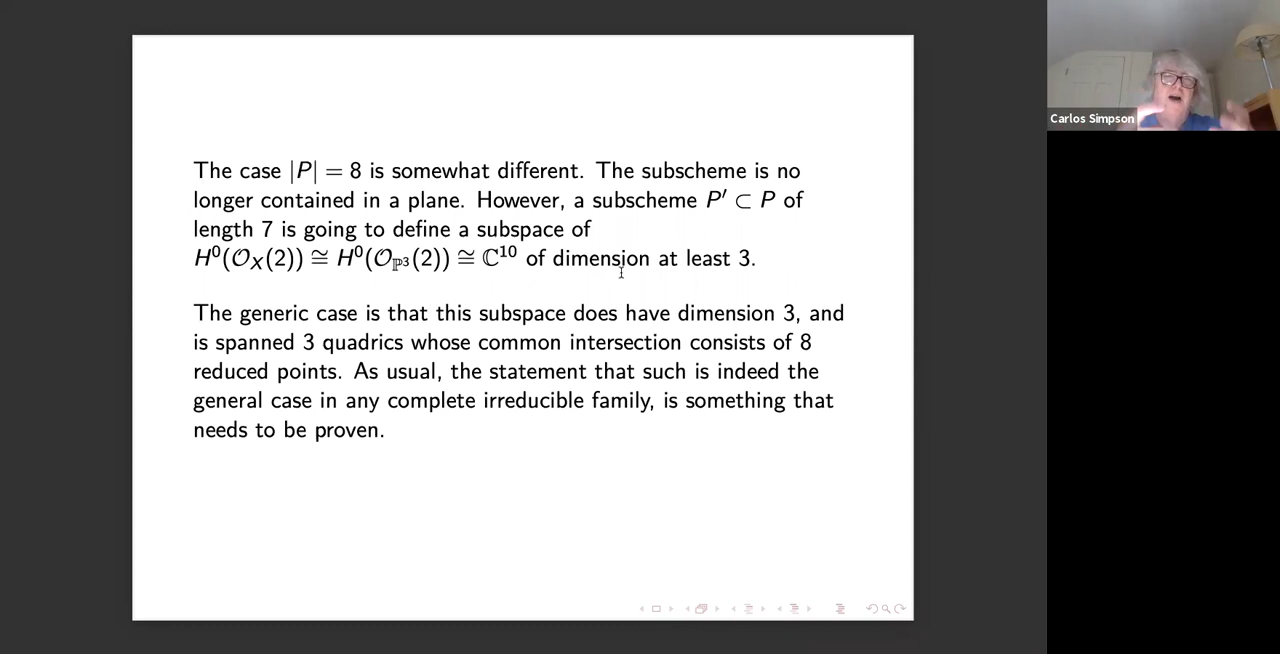 The case |P| = 8 is somewhat different. The subscheme is no
longer contained in a plane. However, a subscheme P′ ⊂ P of
length 7 is going to define a subspace of
H⁰(𝒪_X(2)) ≅ H⁰(𝒪_ℙ³(2)) ≅ ℂ¹⁰ of dimension at least 3.
The generic case is that this subspace does have dimension 3, and
is spanned 3 quadrics whose common intersection consists of 8
reduced points. As usual, the statement that such is indeed the
general case in any complete irreducible family, is something that
needs to be proven.
Carlos Simpson